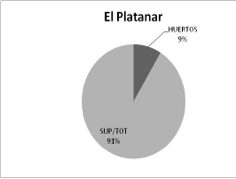 El Platanar
HUERTOS
9%
SUP/TOT
91%